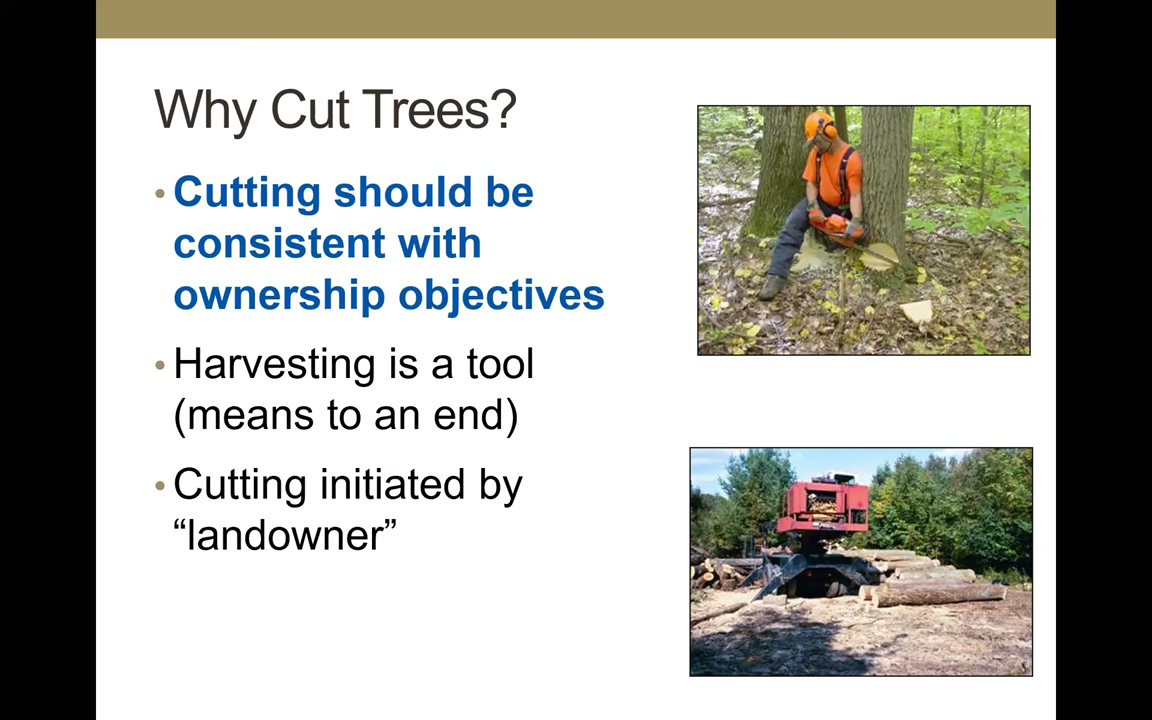 Why Cut Trees?
• Cutting should be
consistent with
ownership objectives
• Harvesting is a tool
(means to an end)
• Cutting initiated by
“landowner”